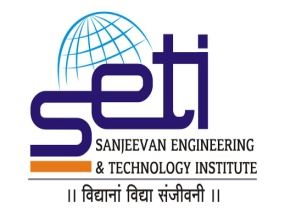 seti
SANJEEVAN ENGINEERING
& TECHNOLOGY INSTITUTE
।। विद्यानां विद्या संजीवनी ।।